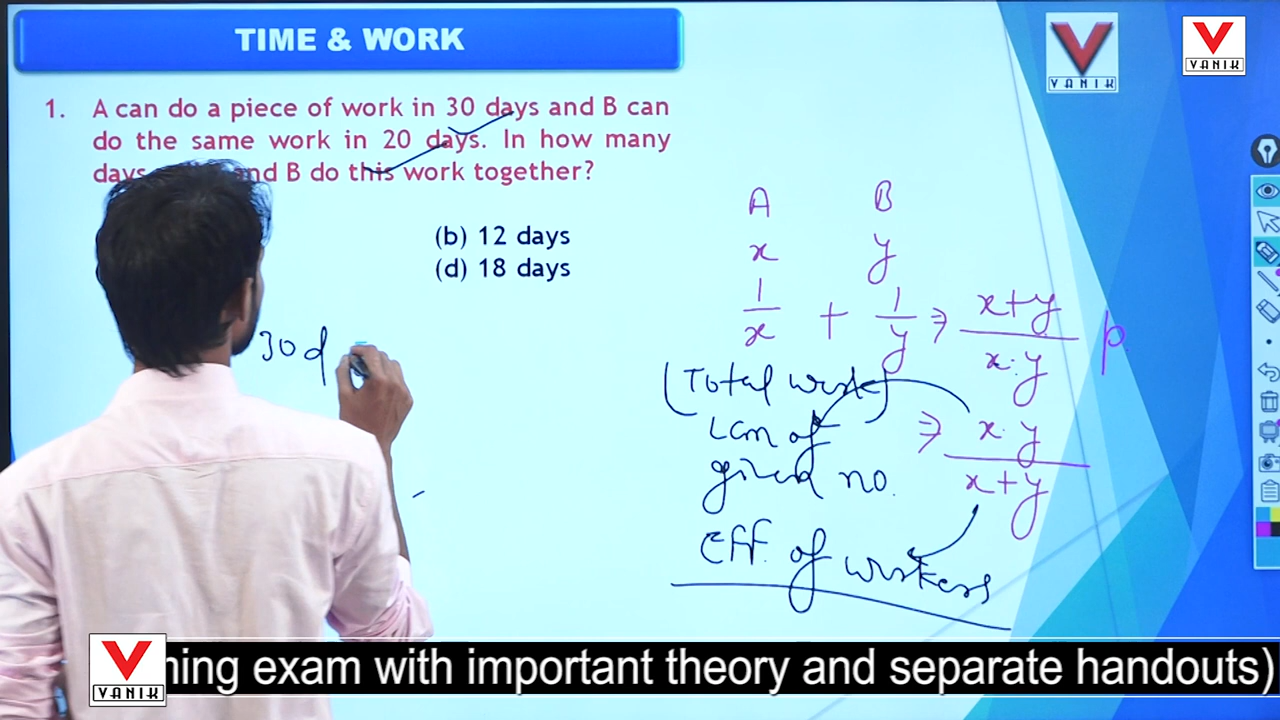 TIME & WORK
VANIK
VANIK
1. A can do a piece of work in 30 days and B can
do the same work in 20 days. In how many
days and B do this work together?
(b) 12 days
(d) 18 days
30 d
A B
x y
1/x + 1/y ⇒ x+y/x·y p.
(Total work)
LCM of
given no.
⇒ x·y/x+y
Eff. of workers
VANIK
ning exam with important theory and separate handouts)